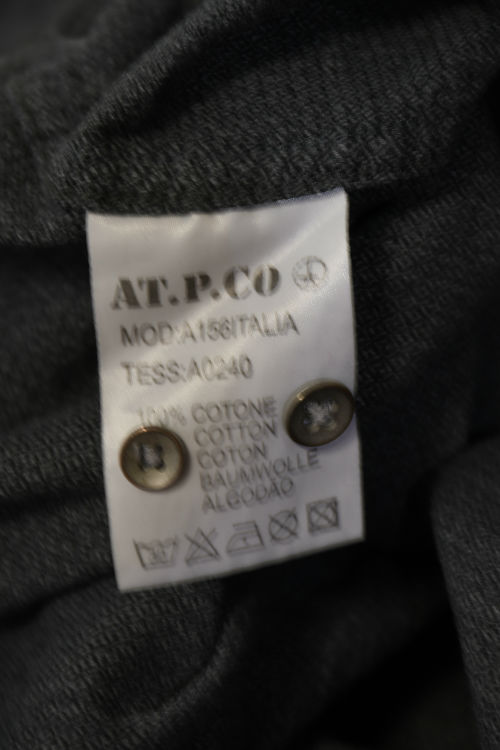 AT.P.CO
MOD:A156ITALIA
TESS:A0240
100% COTONE
COTTON
COTON
BAUMWOLLE
ALGODÃO